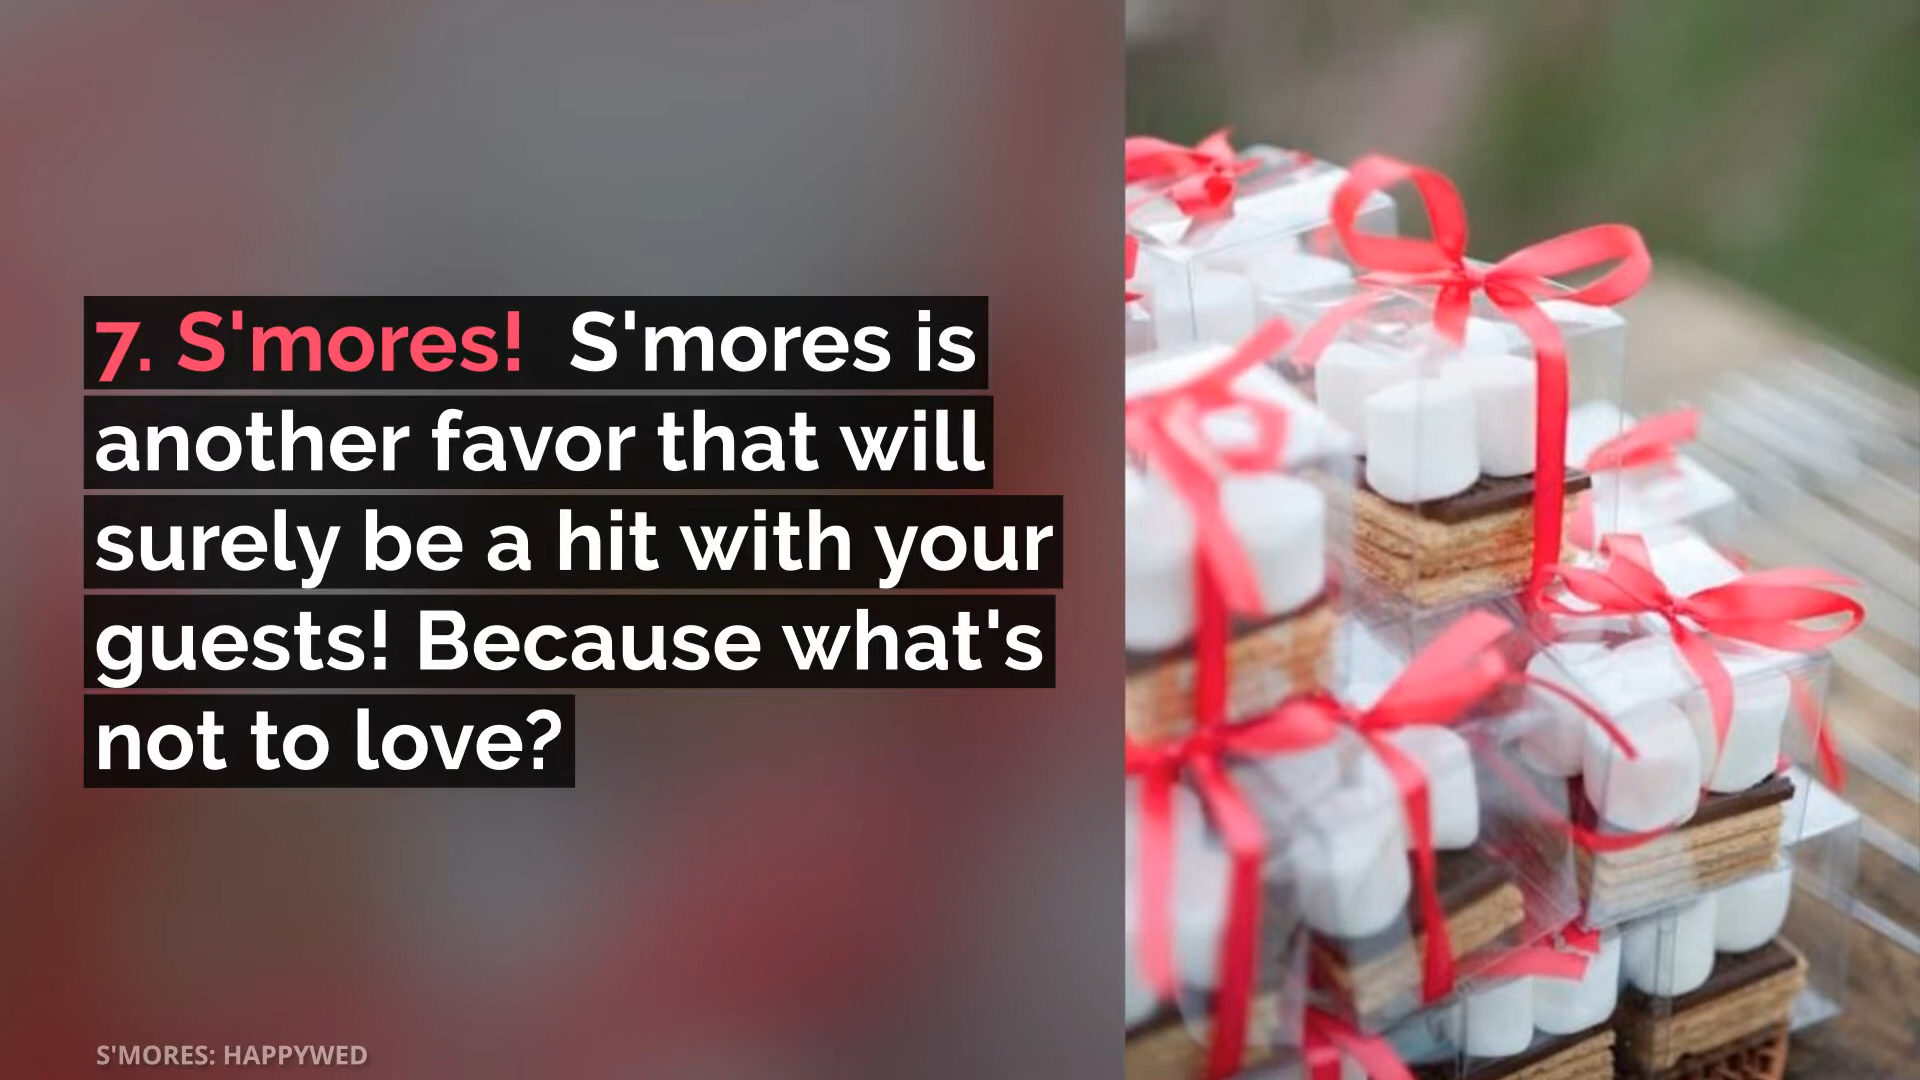 7. S'mores!  S'mores is
another favor that will
surely be a hit with your
guests! Because what's
not to love?
S'MORES: HAPPYWED